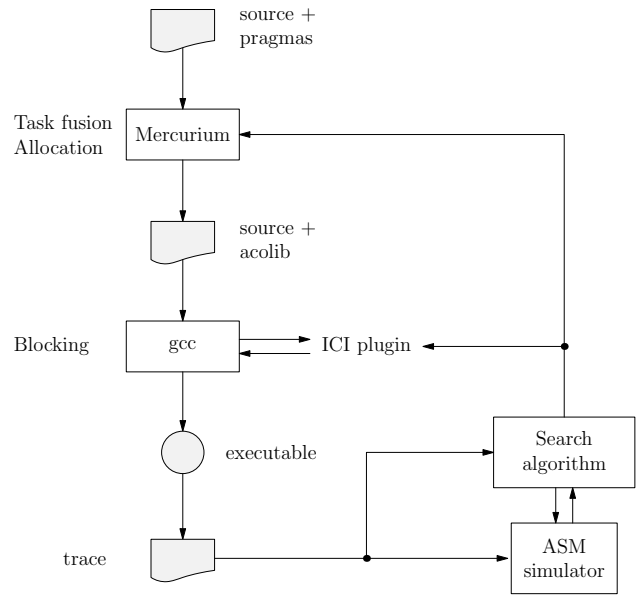 source +
pragmas
Task fusion
Allocation
Mercurium
source +
acolib
Blocking
gcc
ICI plugin
Search
algorithm
executable
trace
ASM
simulator